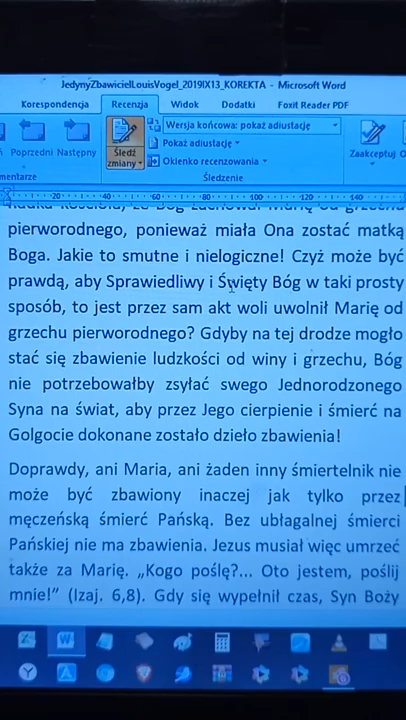 JedynyZbawicielLouisVogel_2019IX13_KOREKTA - Microsoft Word
Korespondencja Recenzja Widok Dodatki Foxit Reader PDF
Wersja końcowa: pokaż adiustację
Poprzedni Następny Śledź zmiany Pokaż adiustację Zaakceptuj
Okienko recenzowania
mentarze Śledzenie
20 40 60 80 100 120 140
pierworodnego, ponieważ miała Ona zostać matką
Boga. Jakie to smutne i nielogiczne! Czyż może być
prawdą, aby Sprawiedliwy i Święty Bóg w taki prosty
sposób, to jest przez sam akt woli uwolnił Marię od
grzechu pierworodnego? Gdyby na tej drodze mogło
stać się zbawienie ludzkości od winy i grzechu, Bóg
nie potrzebowałby zsyłać swego Jednorodzonego
Syna na świat, aby przez Jego cierpienie i śmierć na
Golgocie dokonane zostało dzieło zbawienia!
Doprawdy, ani Maria, ani żaden inny śmiertelnik nie
może być zbawiony inaczej jak tylko przez
męczeńską śmierć Pańską. Bez ubłagalnej śmierci
Pańskiej nie ma zbawienia. Jezus musiał więc umrzeć
także za Marię. „Kogo poślę?... Oto jestem, poślij
mnie!” (Izaj. 6,8). Gdy się wypełnił czas, Syn Boży